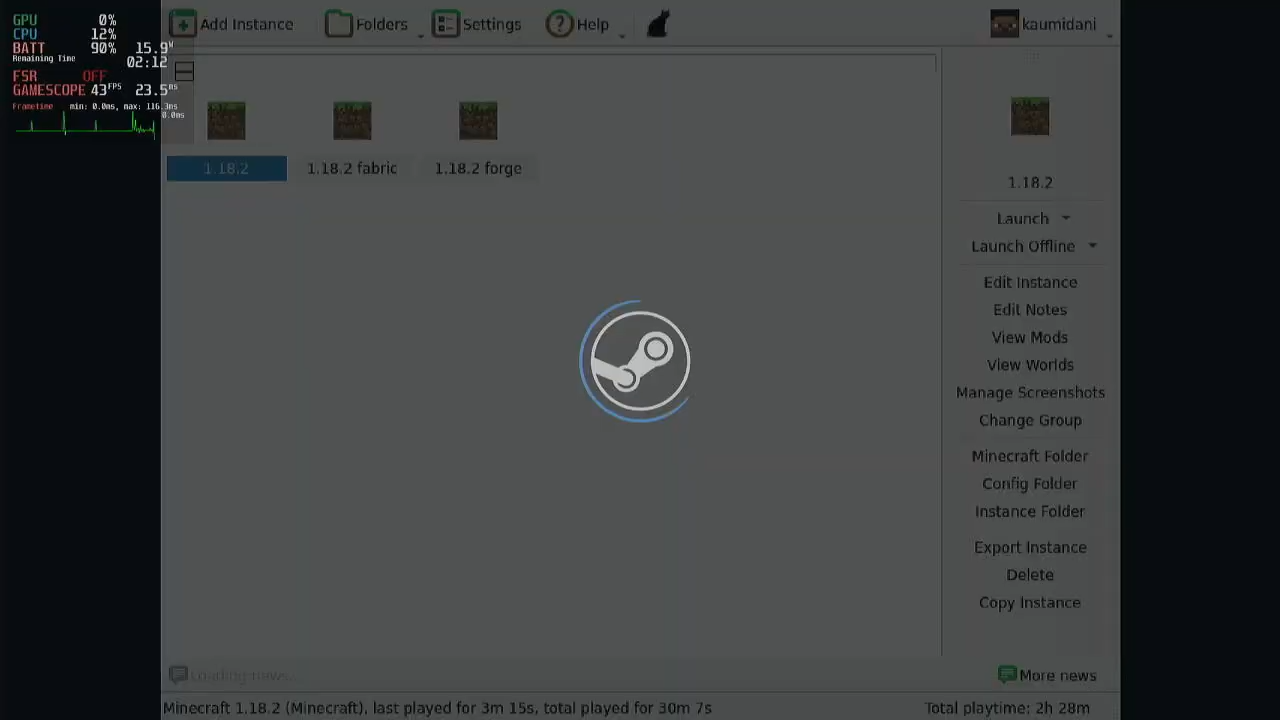 GPU 0%
CPU 12%
BATT 90% 15.9W
Remaining Time 02:12
FSR OFF
GAMESCOPE 43FPS 23.5ms
Frametime min: 0.0ms, max: 116.3ms
0.0ms
Add Instance Folders Settings Help kaumidani
1.18.2 1.18.2 fabric 1.18.2 forge
1.18.2
Launch
Launch Offline
Edit Instance
Edit Notes
View Mods
View Worlds
Manage Screenshots
Change Group
Minecraft Folder
Config Folder
Instance Folder
Export Instance
Delete
Copy Instance
Loading news... More news
Minecraft 1.18.2 (Minecraft), last played for 3m 15s, total played for 30m 7s Total playtime: 2h 28m